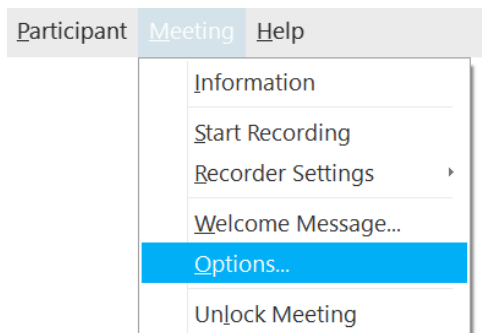 Participant Meeting Help
Information
Start Recording
Recorder Settings
Welcome Message...
Options...
Unlock Meeting